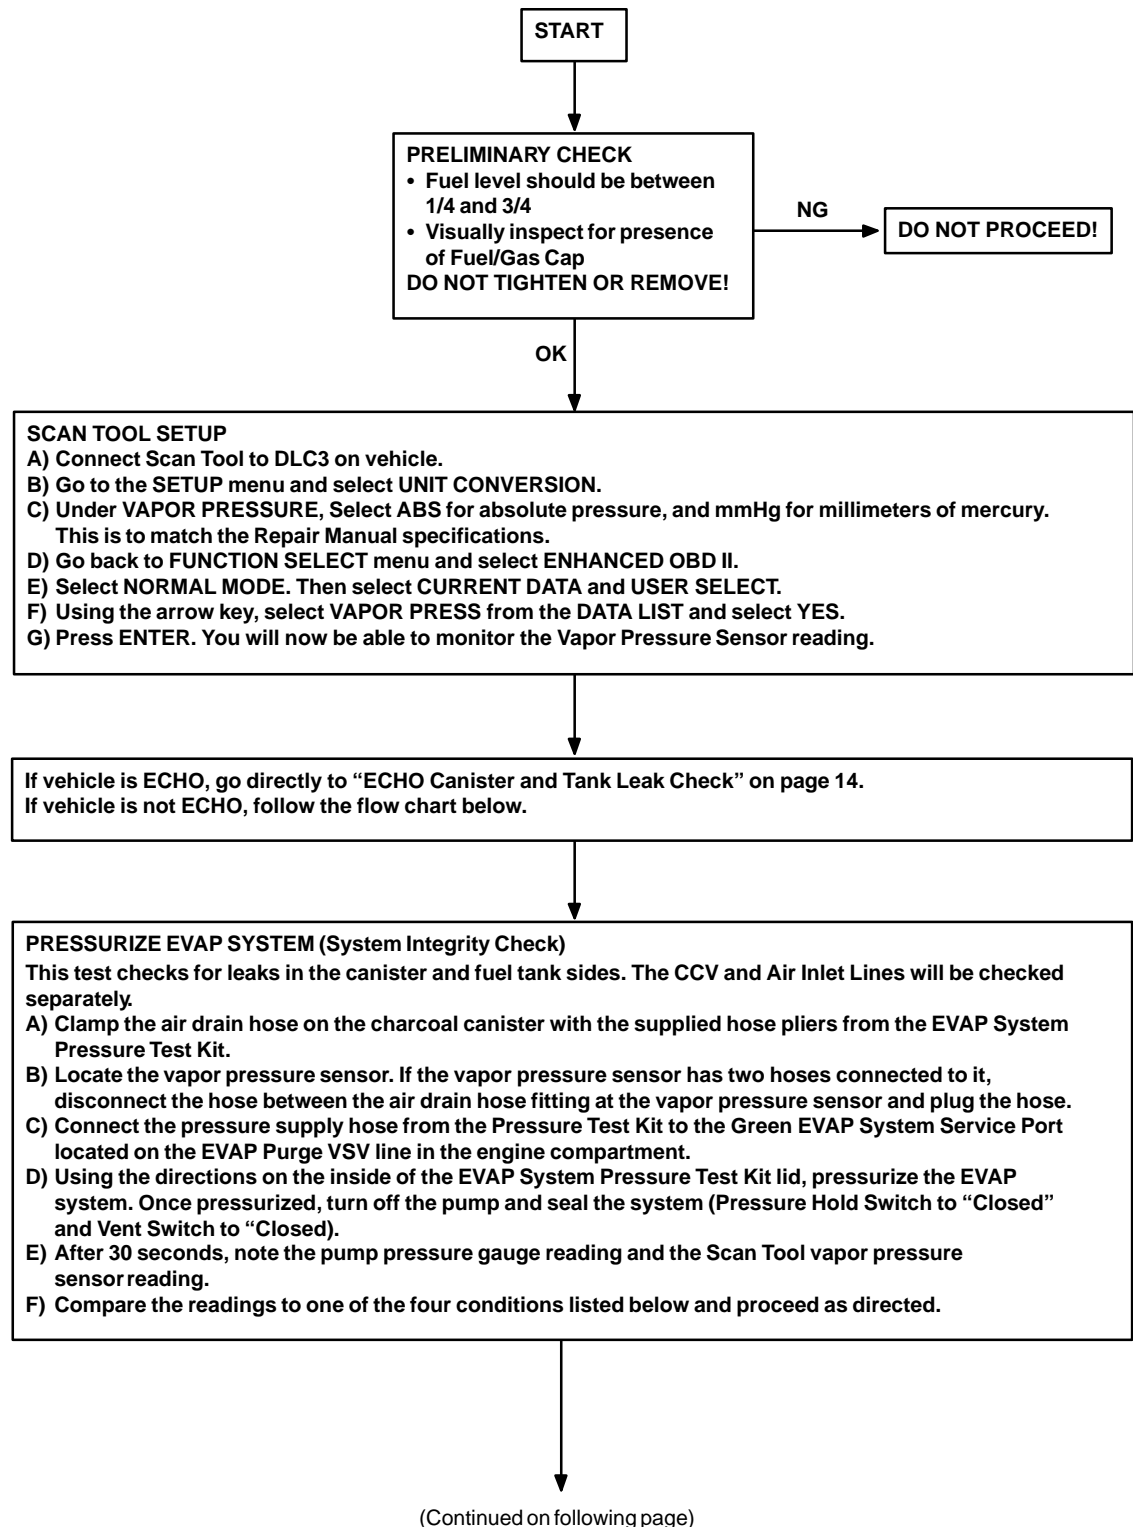 START
PRELIMINARY CHECK
• Fuel level should be between
1/4 and 3/4
• Visually inspect for presence
of Fuel/Gas Cap
DO NOT TIGHTEN OR REMOVE!
NG
DO NOT PROCEED!
OK
SCAN TOOL SETUP
A) Connect Scan Tool to DLC3 on vehicle.
B) Go to the SETUP menu and select UNIT CONVERSION.
C) Under VAPOR PRESSURE, Select ABS for absolute pressure, and mmHg for millimeters of mercury.
This is to match the Repair Manual specifications.
D) Go back to FUNCTION SELECT menu and select ENHANCED OBD II.
E) Select NORMAL MODE. Then select CURRENT DATA and USER SELECT.
F) Using the arrow key, select VAPOR PRESS from the DATA LIST and select YES.
G) Press ENTER. You will now be able to monitor the Vapor Pressure Sensor reading.
If vehicle is ECHO, go directly to “ECHO Canister and Tank Leak Check” on page 14.
If vehicle is not ECHO, follow the flow chart below.
PRESSURIZE EVAP SYSTEM (System Integrity Check)
This test checks for leaks in the canister and fuel tank sides. The CCV and Air Inlet Lines will be checked
separately.
A) Clamp the air drain hose on the charcoal canister with the supplied hose pliers from the EVAP System
Pressure Test Kit.
B) Locate the vapor pressure sensor. If the vapor pressure sensor has two hoses connected to it,
disconnect the hose between the air drain hose fitting at the vapor pressure sensor and plug the hose.
C) Connect the pressure supply hose from the Pressure Test Kit to the Green EVAP System Service Port
located on the EVAP Purge VSV line in the engine compartment.
D) Using the directions on the inside of the EVAP System Pressure Test Kit lid, pressurize the EVAP
system. Once pressurized, turn off the pump and seal the system (Pressure Hold Switch to “Closed”
and Vent Switch to “Closed).
E) After 30 seconds, note the pump pressure gauge reading and the Scan Tool vapor pressure
sensor reading.
F) Compare the readings to one of the four conditions listed below and proceed as directed.
(Continued on following page)